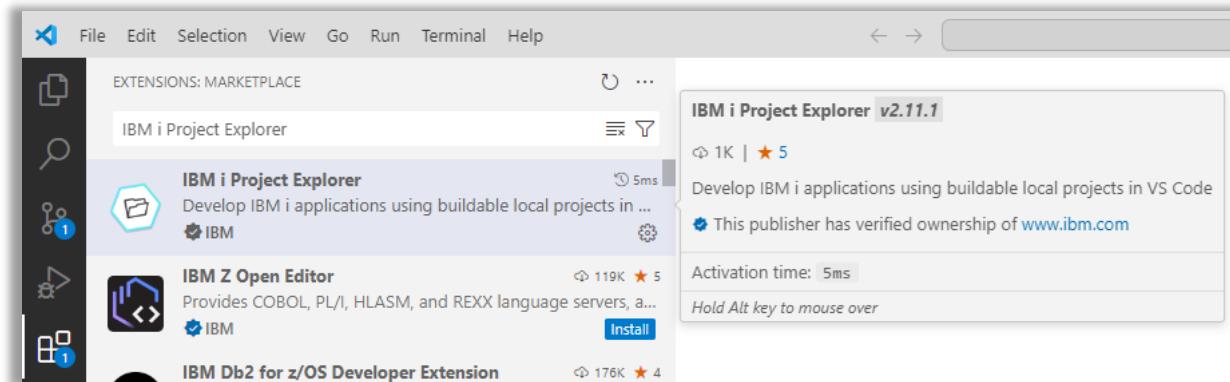 File Edit Selection View Go Run Terminal Help
EXTENSIONS: MARKETPLACE
IBM i Project Explorer
IBM i Project Explorer 5ms
Develop IBM i applications using buildable local projects in ...
IBM
1
IBM Z Open Editor 119K ★ 5
Provides COBOL, PL/I, HLASM, and REXX language servers, a...
IBM Install
1
IBM Db2 for z/OS Developer Extension 176K ★ 4
IBM i Project Explorer v2.11.1
1K | ★ 5
Develop IBM i applications using buildable local projects in VS Code
This publisher has verified ownership of www.ibm.com
Activation time: 5ms
Hold Alt key to mouse over